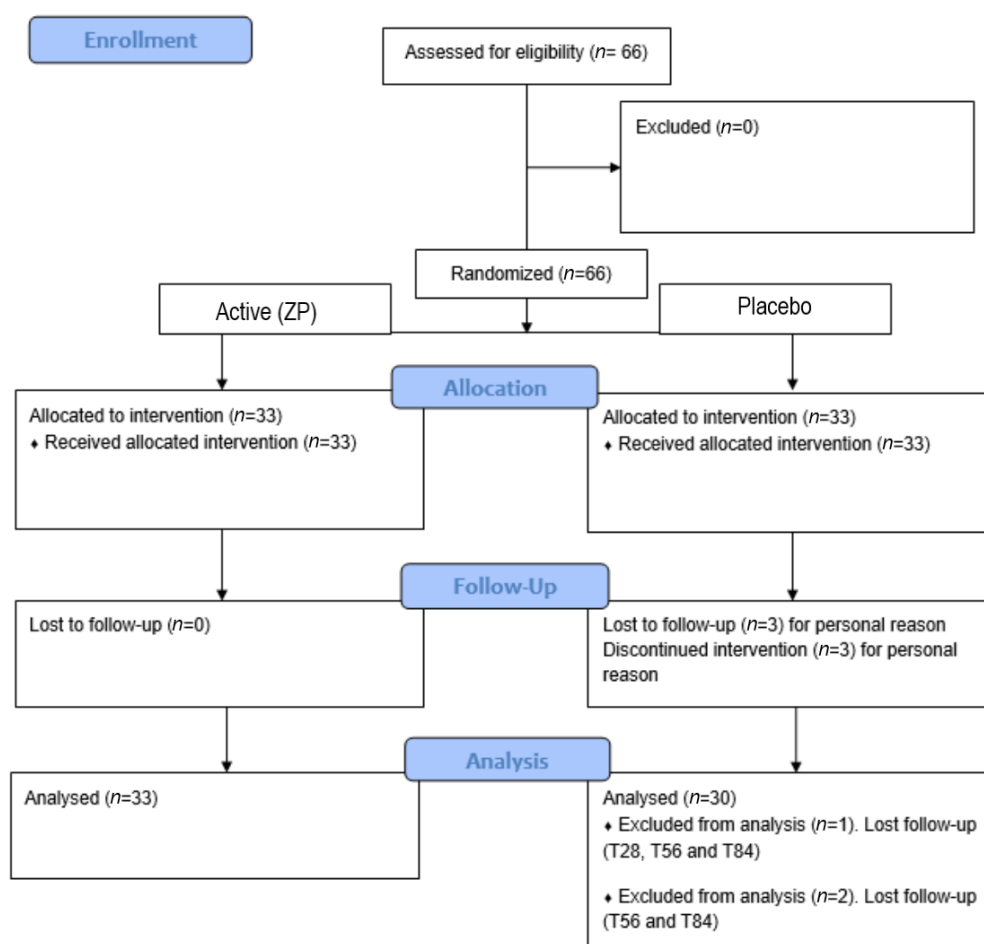 Enrollment
Assessed for eligibility (n= 66)
Excluded (n=0)
Randomized (n=66)
Active (ZP)
Placebo
Allocation
Allocated to intervention (n=33)
♦ Received allocated intervention (n=33)
Allocated to intervention (n=33)
♦ Received allocated intervention (n=33)
Follow-Up
Lost to follow-up (n=0)
Lost to follow-up (n=3) for personal reason
Discontinued intervention (n=3) for personal
reason
Analysis
Analysed (n=33)
Analysed (n=30)
♦ Excluded from analysis (n=1). Lost follow-up
(T28, T56 and T84)
♦ Excluded from analysis (n=2). Lost follow-up
(T56 and T84)